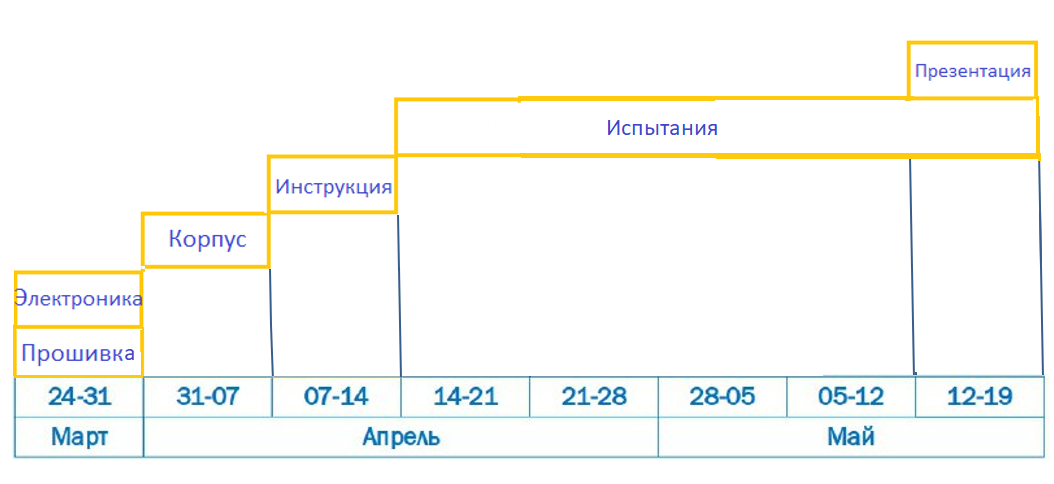 Презентация
Испытания
Инструкция
Корпус
Электроника
Прошивка
24-31 31-07 07-14 14-21 21-28 28-05 05-12 12-19
Март Апрель Май